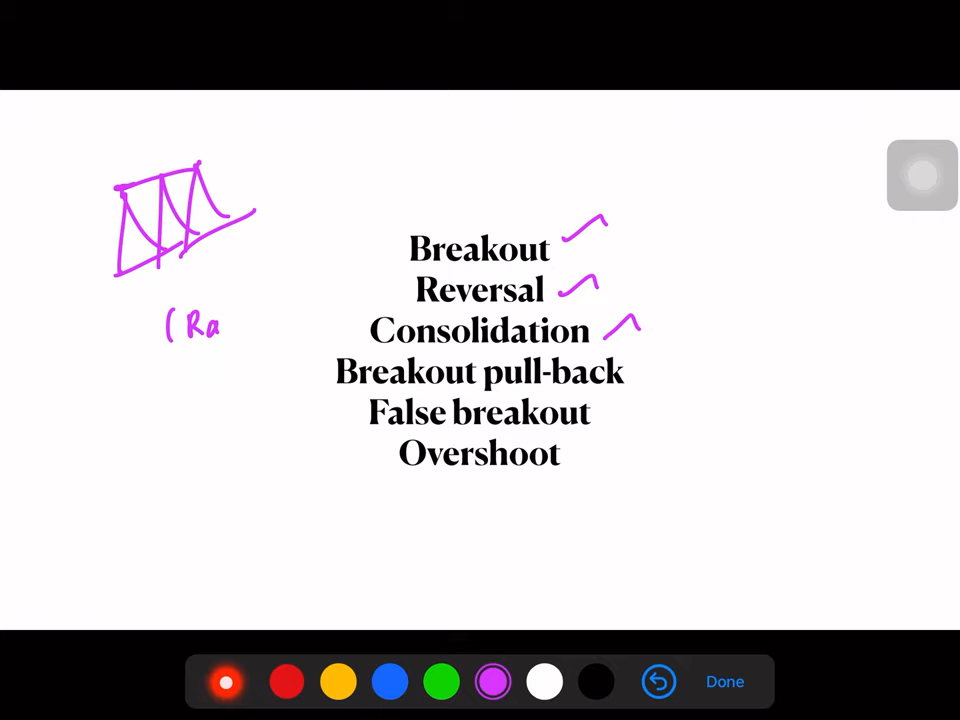 Breakout
Reversal
Consolidation
(Ra
Breakout pull-back
False breakout
Overshoot
Done